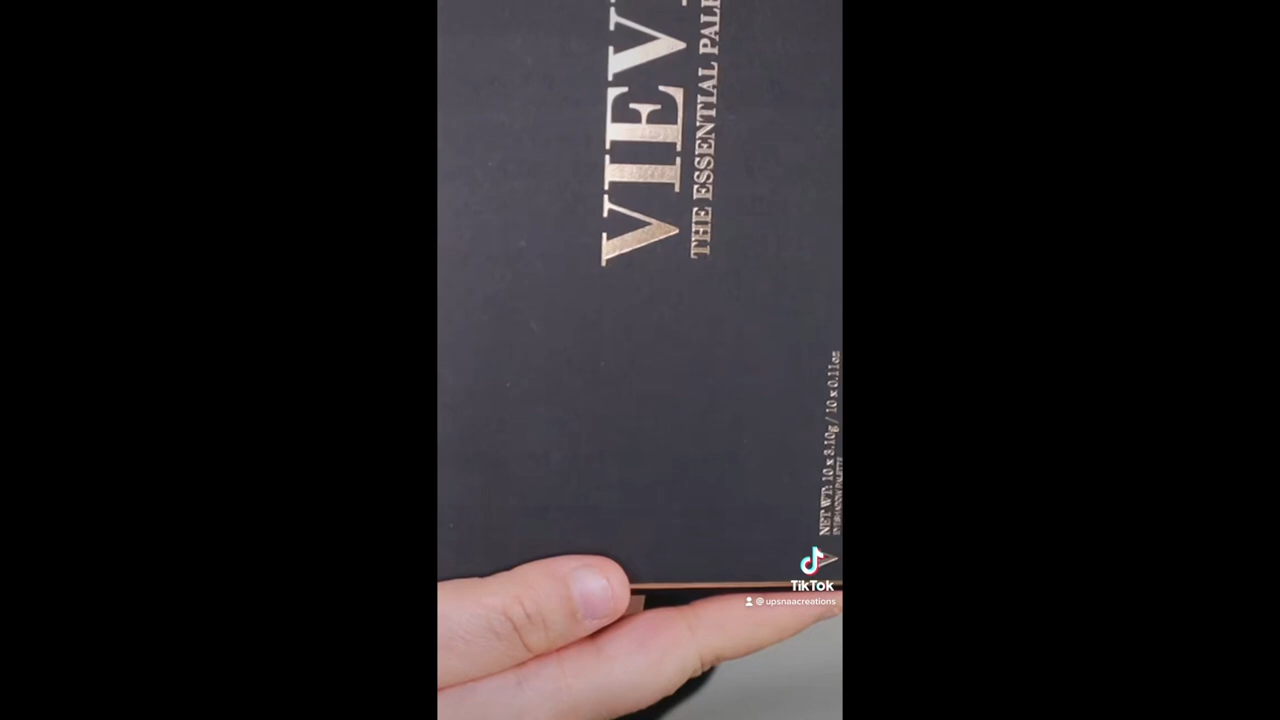 VIEV
THE ESSENTIAL PALE
NET WT: 10 x 3.10g / 10 x 0.11oz
TikTok
@upsnaacreations